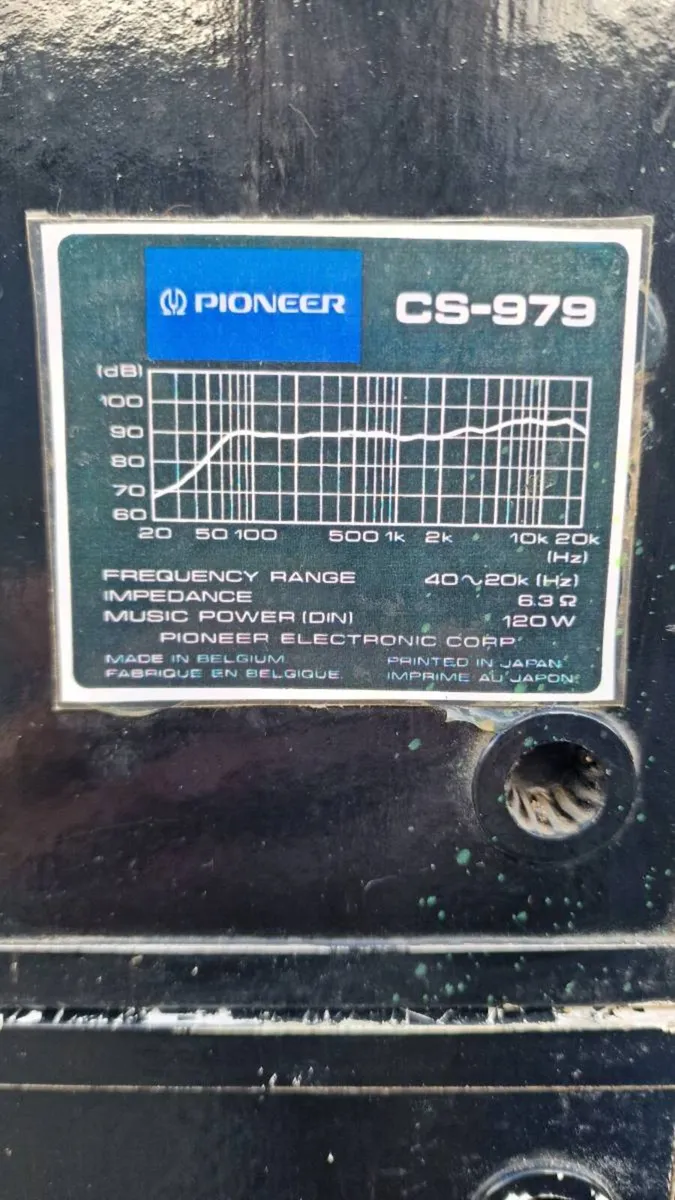 PIONEER CS-979
(dB)
100
90
80
70
60
20 50 100 500 1k 2k 10k 20k
(Hz)
FREQUENCY RANGE 40∿20k (Hz)
IMPEDANCE 6.3 Ω
MUSIC POWER (DIN) 120 W
PIONEER ELECTRONIC CORP.
MADE IN BELGIUM. PRINTED IN JAPAN.
FABRIQUE EN BELGIQUE. IMPRIME AU JAPON.